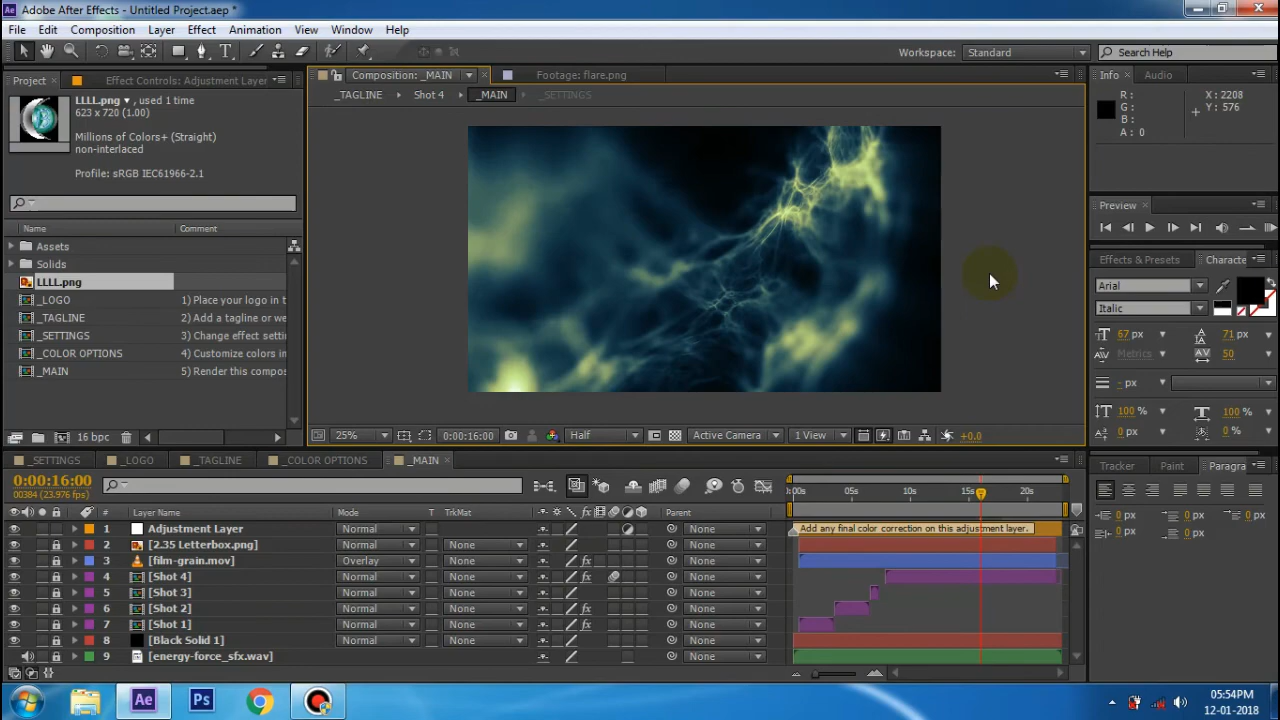 Adobe After Effects - Untitled Project.aep *
File Edit Composition Layer Effect Animation View Window Help
Workspace: Standard Search Help
Project Effect Controls: Adjustment Layer
Composition: _MAIN Footage: flare.png
Info Audio
LLLL.png ▾, used 1 time
623 x 720 (1.00)
Millions of Colors+ (Straight)
non-interlaced
Profile: sRGB IEC61966-2.1
_TAGLINE Shot 4 _MAIN _SETTINGS
R: X: 2208
G: Y: 576
B:
A: 0
Preview
Name Comment
Assets
Solids
LLLL.png
_LOGO 1) Place your logo in t
_TAGLINE 2) Add a tagline or we
_SETTINGS 3) Change effect setti
_COLOR OPTIONS 4) Customize colors in
_MAIN 5) Render this compos
16 bpc
25% 0:00:16:00 Half Active Camera 1 View +0.0
Effects & Presets Characte
Arial
Italic
67 px 71 px
Metrics 50
- px
100 % 100 %
0 px 0 %
Tracker Paint Paragra
0 px 0 px 0 px
0 px 0 px
_SETTINGS _LOGO _TAGLINE _COLOR OPTIONS _MAIN
0:00:16:00
00384 (23.976 fps)
# Layer Name Mode T TrkMat Parent
:00s 05s 10s 15s 20s
Adjustment Layer Normal None
Add any final color correction on this adjustment layer.
2 [2.35 Letterbox.png] Normal None None
3 [film-grain.mov] Overlay None None
4 [Shot 4] Normal None None
5 [Shot 3] Normal None None
6 [Shot 2] Normal None None
7 [Shot 1] Normal None None
8 [Black Solid 1] Normal None None
9 [energy-force_sfx.wav] None
Ae Ps
05:54PM
12-01-2018